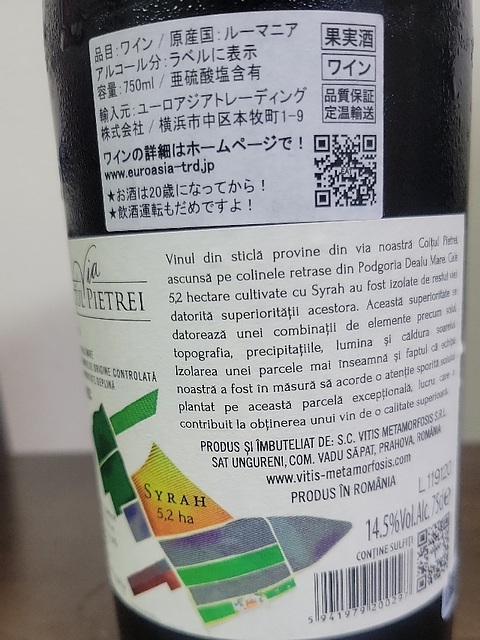 品目:ワイン / 原産国:ルーマニア
アルコール分:ラベルに表示
容量:750ml / 亜硫酸塩含有
輸入元:ユーロアジアトレーディング
株式会社 / 横浜市中区本牧町1-9
ワインの詳細はホームページで!
www.euroasia-trd.jp
★お酒は20歳になってから!
★飲酒運転もだめですよ!
果実酒
ワイン
品質保証
定温輸送
Via
PIETREI
ORIGINE CONTROLATĂ
Vinul din sticlă provine din via noastră Colțul Pietrei,
ascunsă pe colinele retrase din Podgoria Dealu Mare. Cele
5,2 hectare cultivate cu Syrah au fost izolate de restul viei
datorită superiorității acestora. Această superioritate se
datorează unei combinații de elemente precum solul,
topografia, precipitațiile, lumina și căldura soarelui.
Izolarea unei parcele mai înseamnă și faptul că echipa
noastră a fost în măsură să acorde o atenție sporită soiului
plantat pe această parcelă excepțională, lucru care a
contribuit la obținerea unui vin de o calitate superioară.
PRODUS ȘI ÎMBUTELIAT DE: S.C. VITIS METAMORFOSIS S.R.L.
SAT UNGURENI, COM. VADU SĂPAT, PRAHOVA, ROMÂNIA
www.vitis-metamorfosis.com
PRODUS ÎN ROMÂNIA
SYRAH
5,2 ha
L119120
14.5%Vol.Alc. 75cl e
CONȚINE SULFIȚI
5 941979 200297